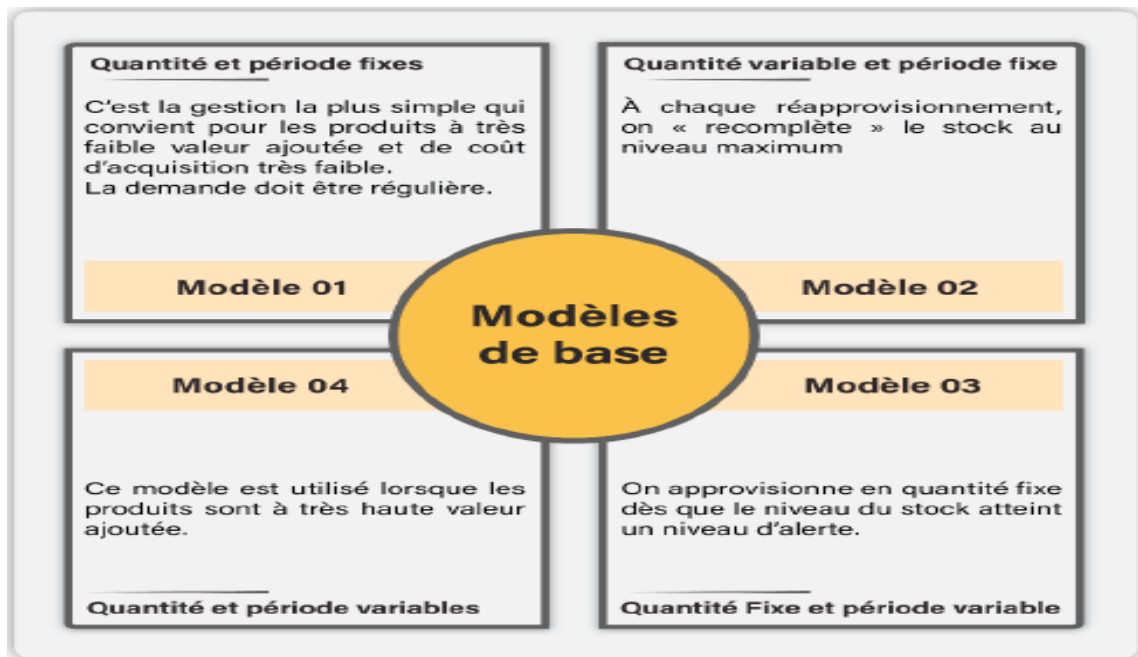 Quantité et période fixes
C'est la gestion la plus simple qui
convient pour les produits à très
faible valeur ajoutée et de coût
d'acquisition très faible.
La demande doit être régulière.
Modèle 01
Quantité variable et période fixe
À chaque réapprovisionnement,
on « recomplète » le stock au
niveau maximum
Modèle 02
Modèles
de base
Modèle 04
Ce modèle est utilisé lorsque les
produits sont à très haute valeur
ajoutée.
Quantité et période variables
Modèle 03
On approvisionne en quantité fixe
dès que le niveau du stock atteint
un niveau d'alerte.
Quantité Fixe et période variable